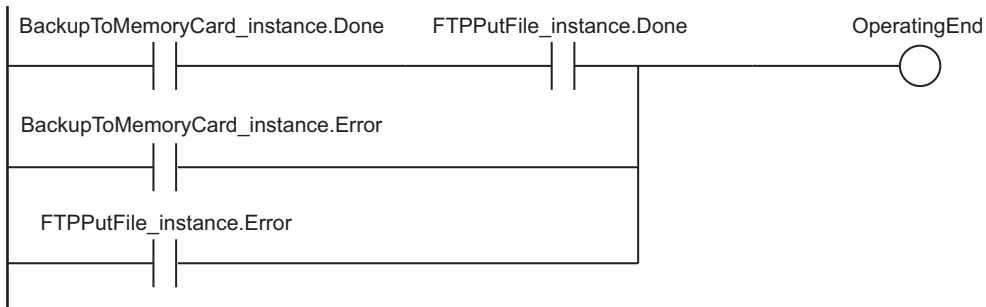 BackupToMemoryCard_instance.Done FTPPutFile_instance.Done OperatingEnd
BackupToMemoryCard_instance.Error
FTPPutFile_instance.Error